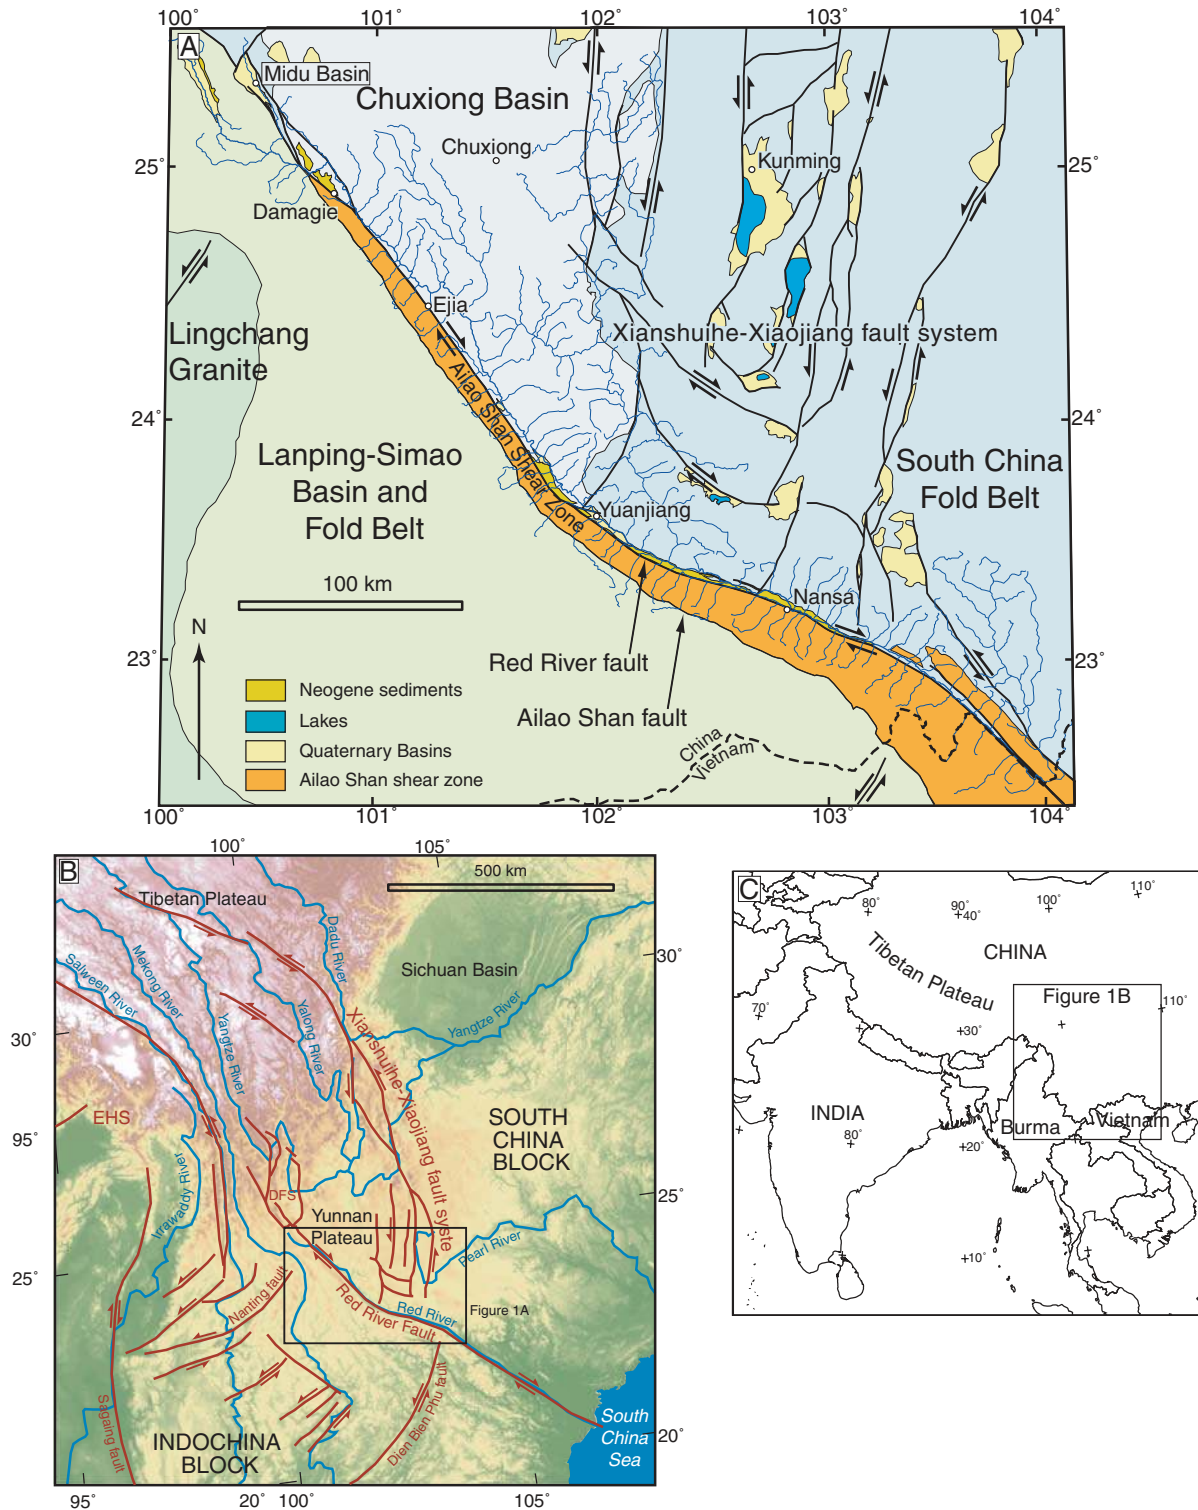 100°
101°
102°
103°
104°
A
Midu Basin
Chuxiong Basin
Chuxiong
Kunming
25°
25°
Damagie
Ejia
Lingchang
Granite
Xianshuihe-Xiaojiang fault system
Ailao Shan Shear Zone
24°
24°
Lanping-Simao
Basin and
Fold Belt
South China
Fold Belt
Yuanjiang
100 km
Nansa
N
23°
23°
Red River fault
Ailao Shan fault
Neogene sediments
Lakes
Quaternary Basins
Ailao Shan shear zone
China
Vietnam
100°
101°
102°
103°
104°
100°
105°
B
500 km
Tibetan Plateau
Dadu River
Sichuan Basin
30°
Salween River
Mekong River
Yangtze River
Yalong River
Yangtze River
Xianshuihe-Xiaojiang fault syste
30°
EHS
95°
SOUTH
CHINA
BLOCK
Irrawaddy River
DFS
25°
Yunnan
Plateau
Pearl River
25°
Nanting fault
Red River
Red River Fault
Figure 1A
Sagaing fault
Dien Bien Phu fault
INDOCHINA
BLOCK
South
China
Sea
20°
95°
20°
100°
105°
C
80°
90°
40°
100°
110°
Tibetan Plateau
CHINA
70°
30°
Figure 1B
110°
INDIA
80°
Burma
Vietnam
20°
10°